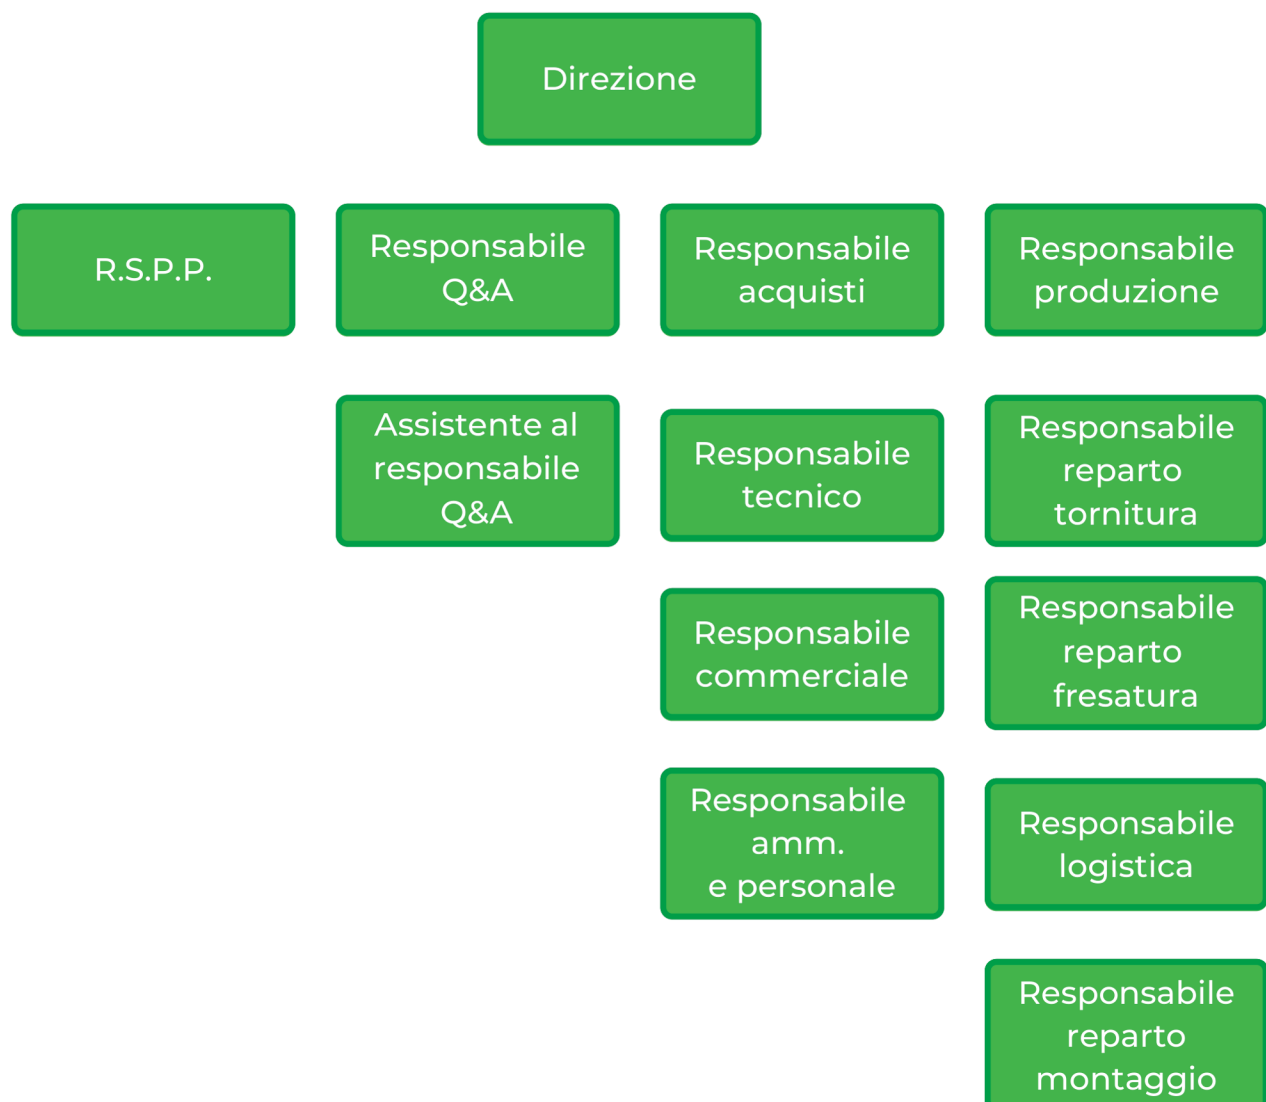 Direzione
R.S.P.P.
Responsabile
Q&A
Responsabile
acquisti
Responsabile
produzione
Assistente al
responsabile
Q&A
Responsabile
tecnico
Responsabile
reparto
tornitura
Responsabile
commerciale
Responsabile
reparto
fresatura
Responsabile
amm.
e personale
Responsabile
logistica
Responsabile
reparto
montaggio